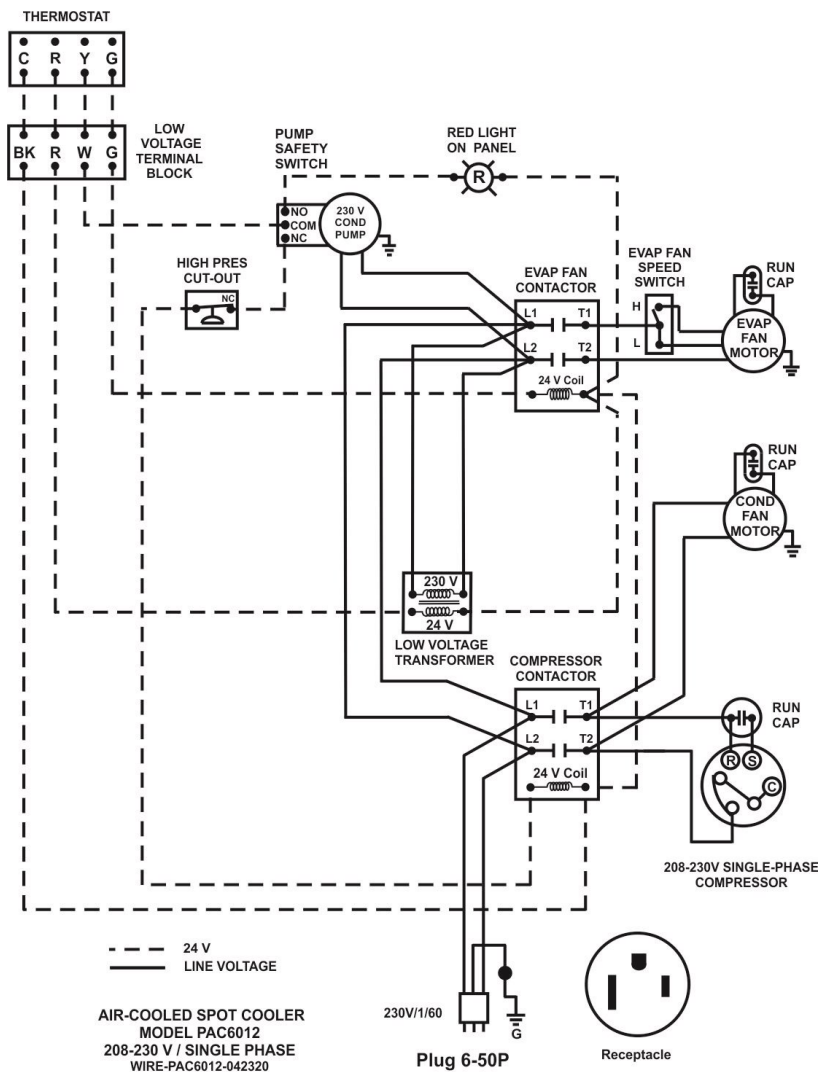 THERMOSTAT
C R Y G
BK R W G
LOW
VOLTAGE
TERMINAL
BLOCK
PUMP
SAFETY
SWITCH
NO
COM
NC
230 V
COND
PUMP
RED LIGHT
ON PANEL
R
HIGH PRES
CUT-OUT
NC
EVAP FAN
CONTACTOR
L1 T1
L2 T2
24 V Coil
EVAP FAN
SPEED
SWITCH
H
L
RUN
CAP
EVAP
FAN
MOTOR
RUN
CAP
COND
FAN
MOTOR
230 V
24 V
LOW VOLTAGE
TRANSFORMER
COMPRESSOR
CONTACTOR
L1 T1
L2 T2
24 V Coil
RUN
CAP
R S
C
208-230V SINGLE-PHASE
COMPRESSOR
24 V
LINE VOLTAGE
AIR-COOLED SPOT COOLER
MODEL PAC6012
208-230 V / SINGLE PHASE
WIRE-PAC6012-042320
230V/1/60
G
Plug 6-50P
Receptacle